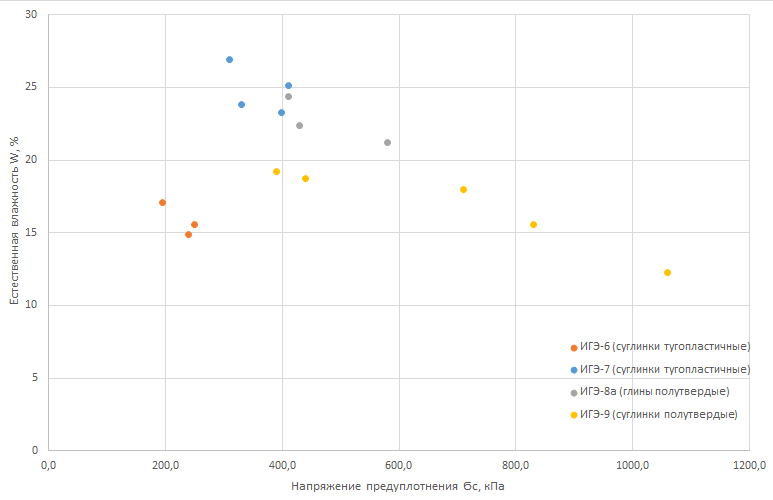 30
25
20
15
10
5
0
Естественная влажность W, %
0,0 200,0 400,0 600,0 800,0 1000,0 1200,0
Напряжение предуплотнения Ϭс, кПа
ИГЭ-6 (суглинки тугопластичные)
ИГЭ-7 (суглинки тугопластичные)
ИГЭ-8а (глины полутвердые)
ИГЭ-9 (суглинки полутвердые)